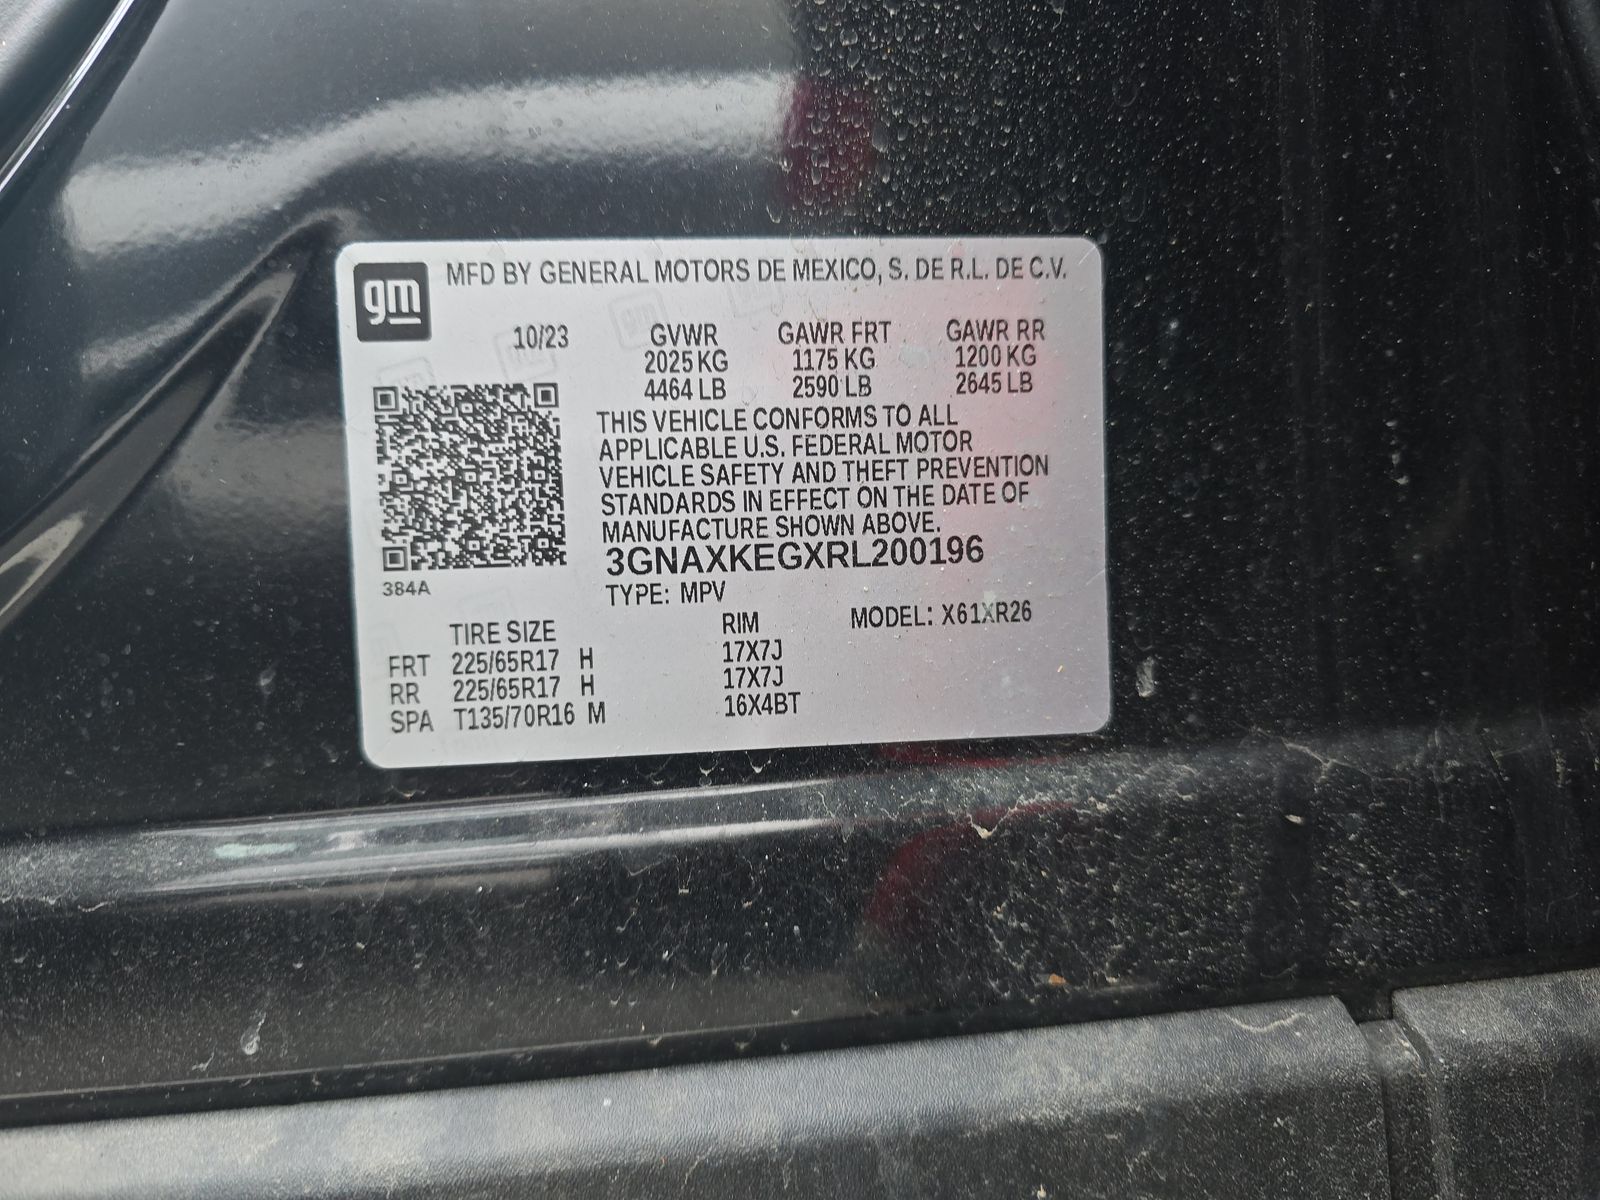 gm
MFD BY GENERAL MOTORS DE MEXICO, S. DE R.L. DE C.V.
10/23 GVWR GAWR FRT GAWR RR
2025 KG 1175 KG 1200 KG
4464 LB 2590 LB 2645 LB
THIS VEHICLE CONFORMS TO ALL
APPLICABLE U.S. FEDERAL MOTOR
VEHICLE SAFETY AND THEFT PREVENTION
STANDARDS IN EFFECT ON THE DATE OF
MANUFACTURE SHOWN ABOVE.
3GNAXKEGXRL200196
384A
TYPE: MPV
MODEL: X61XR26
TIRE SIZE RIM
FRT 225/65R17 H 17X7J
RR 225/65R17 H 17X7J
SPA T135/70R16 M 16X4BT